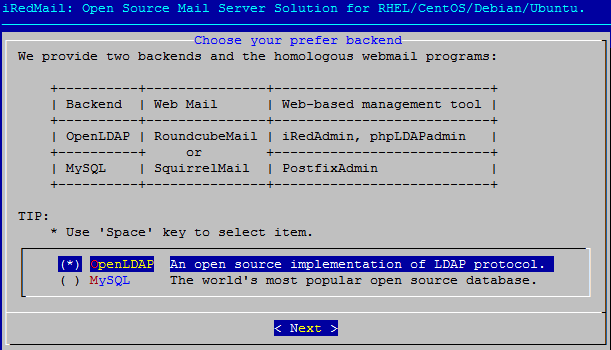 iRedMail: Open Source Mail Server Solution for RHEL/CentOS/Debian/Ubuntu.
Choose your prefer backend
We provide two backends and the homologous webmail programs:
+----------+---------------+----------------------------+
| Backend | Web Mail | Web-based management tool |
+----------+---------------+----------------------------+
| OpenLDAP | RoundcubeMail | iRedAdmin, phpLDAPadmin |
+----------+ or +----------------------------+
| MySQL | SquirrelMail | PostfixAdmin |
+----------+---------------+----------------------------+
TIP:
* Use 'Space' key to select item.
(*) OpenLDAP An open source implementation of LDAP protocol.
( ) MySQL The world's most popular open source database.
< Next >